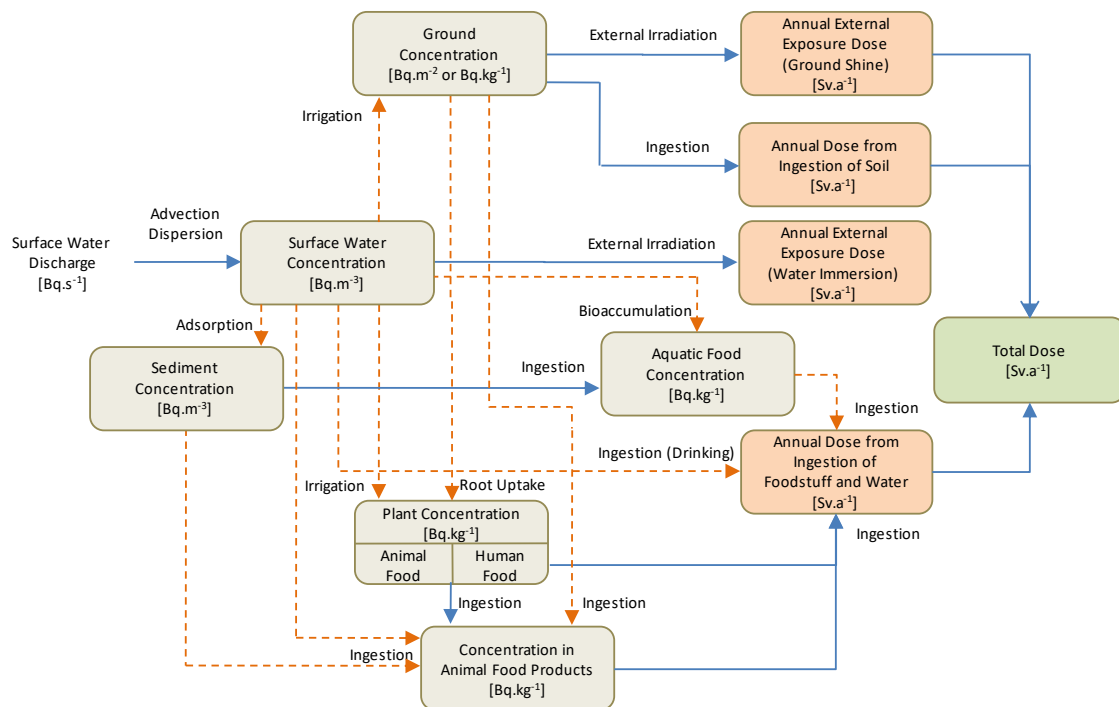 Ground
Concentration
[Bq.m⁻² or Bq.kg⁻¹]
External Irradiation
Annual External
Exposure Dose
(Ground Shine)
[Sv.a⁻¹]
Irrigation
Ingestion
Annual Dose from
Ingestion of Soil
[Sv.a⁻¹]
Surface Water
Discharge
[Bq.s⁻¹]
Advection
Dispersion
Surface Water
Concentration
[Bq.m⁻³]
External Irradiation
Annual External
Exposure Dose
(Water Immersion)
[Sv.a⁻¹]
Adsorption
Bioaccumulation
Sediment
Concentration
[Bq.m⁻³]
Ingestion
Aquatic Food
Concentration
[Bq.kg⁻¹]
Total Dose
[Sv.a⁻¹]
Ingestion
Ingestion (Drinking)
Annual Dose from
Ingestion of
Foodstuff and Water
[Sv.a⁻¹]
Irrigation
Root Uptake
Plant Concentration
[Bq.kg⁻¹]
Animal
Food
Human
Food
Ingestion
Ingestion
Ingestion
Ingestion
Concentration in
Animal Food Products
[Bq.kg⁻¹]